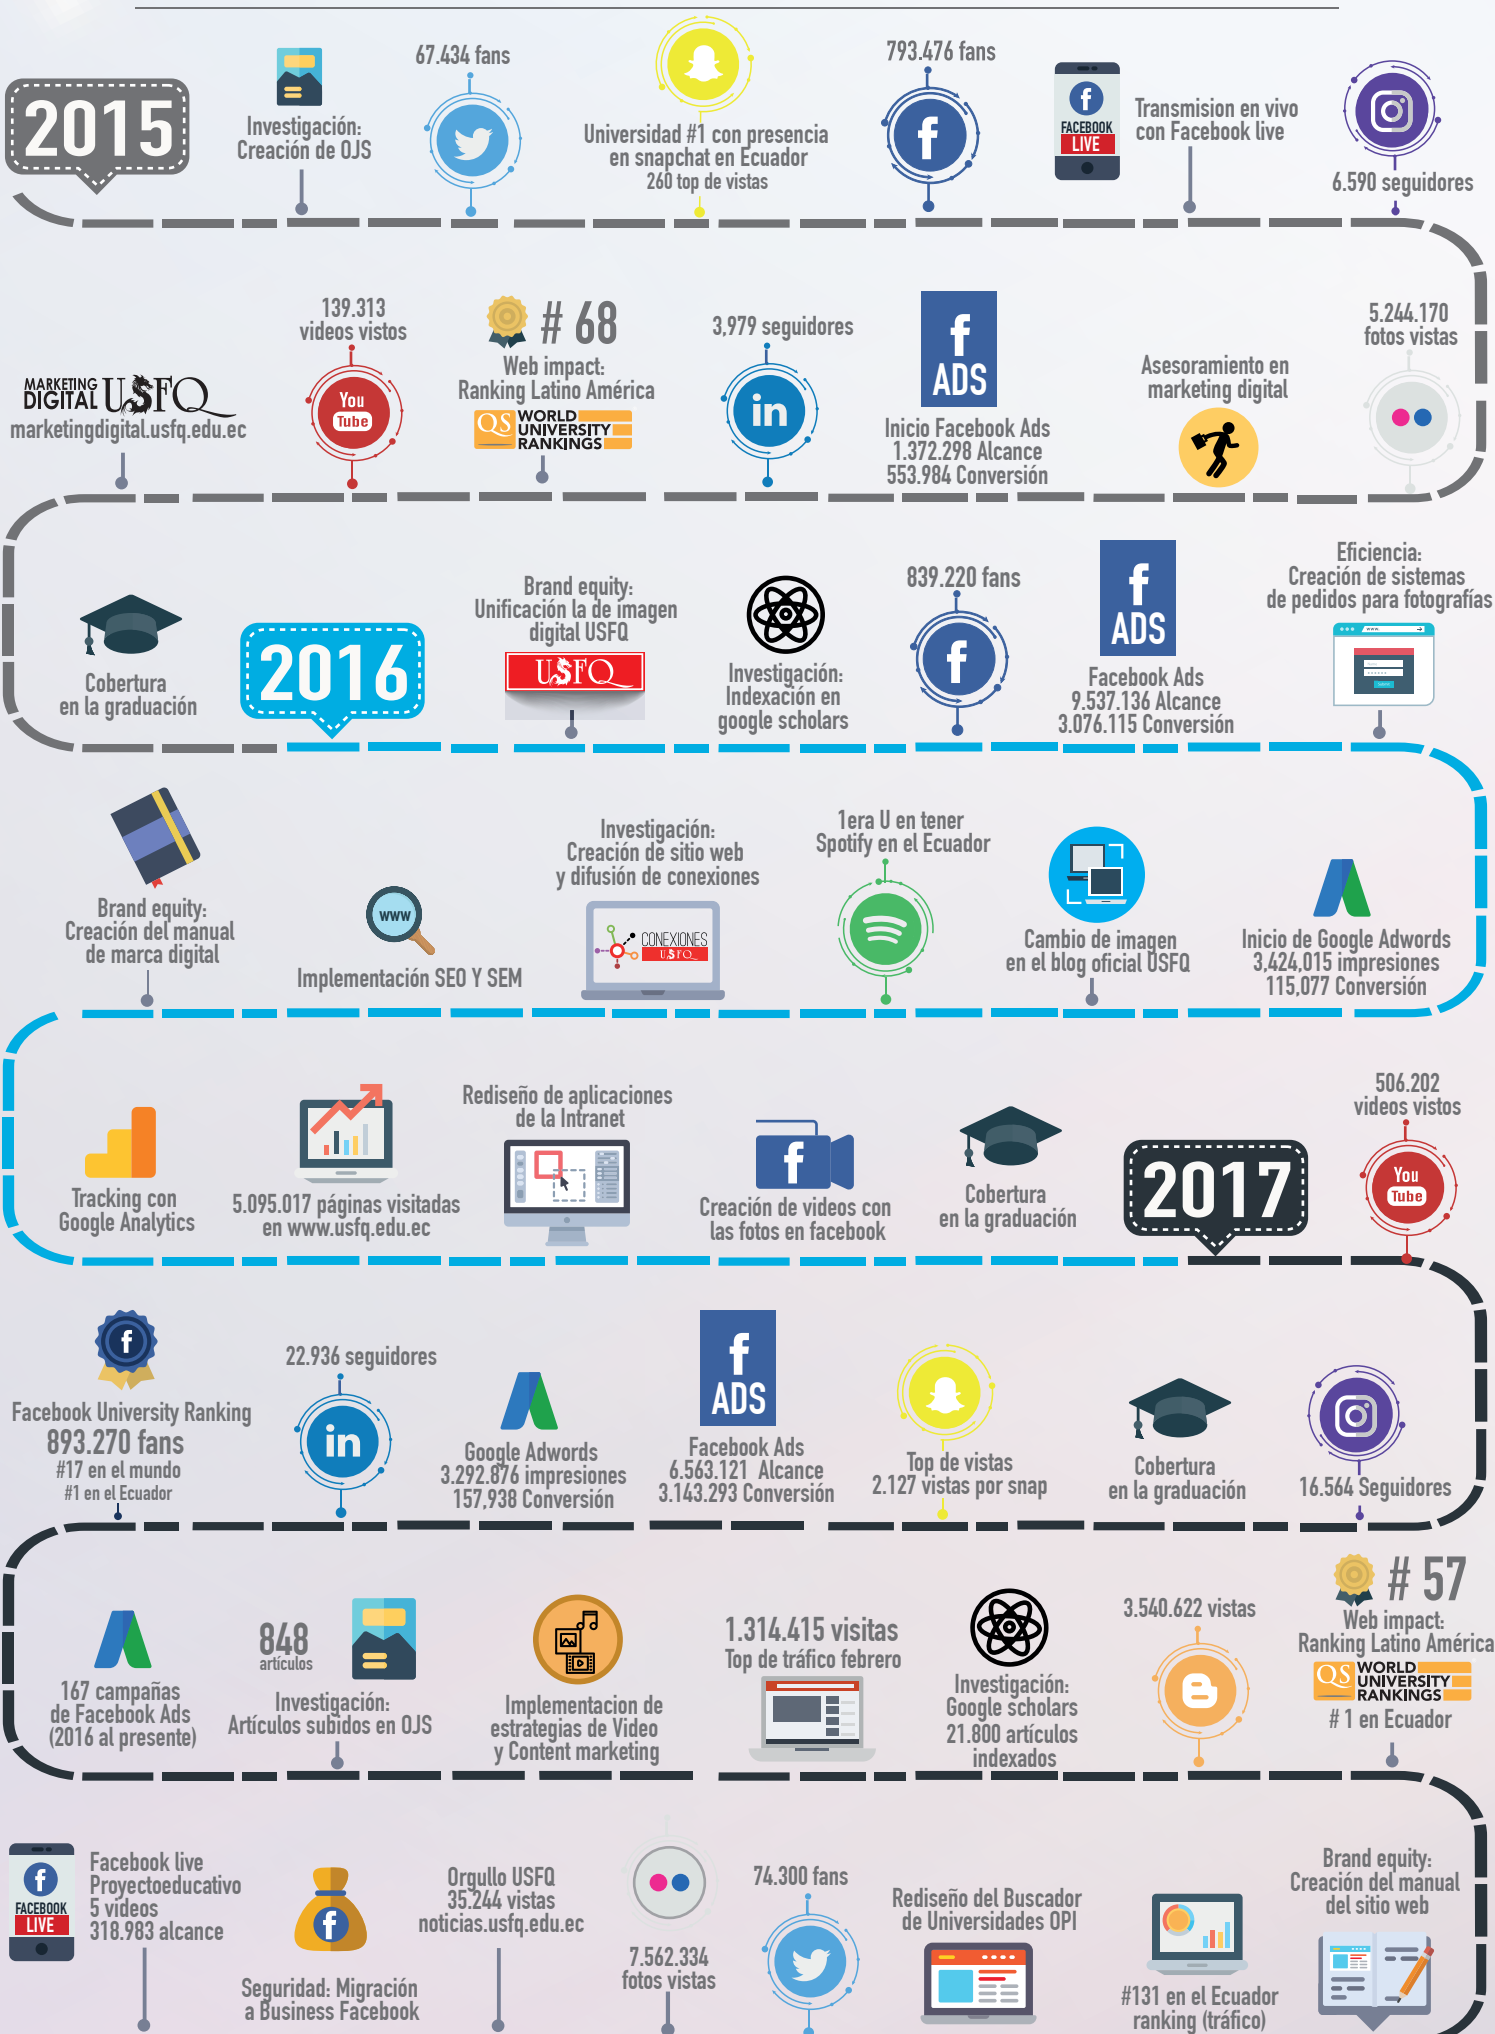 2015
Investigación:
Creación de OJS
67.434 fans
Universidad #1 con presencia
en snapchat en Ecuador
260 top de vistas
793.476 fans
f
f
FACEBOOK
LIVE
Transmision en vivo
con Facebook live
6.590 seguidores
MARKETING
DIGITAL USFQ
marketingdigital.usfq.edu.ec
139.313
videos vistos
You
Tube
# 68
Web impact:
Ranking Latino América
QS WORLD
UNIVERSITY
RANKINGS
3,979 seguidores
in
f
ADS
Inicio Facebook Ads
1.372.298 Alcance
553.984 Conversión
Asesoramiento en
marketing digital
5.244.170
fotos vistas
Cobertura
en la graduación
2016
Brand equity:
Unificación la de imagen
digital USFQ
USFQ
Investigación:
Indexación en
google scholars
839.220 fans
f
f
ADS
Facebook Ads
9.537.136 Alcance
3.076.115 Conversión
Eficiencia:
Creación de sistemas
de pedidos para fotografías
www.
Brand equity:
Creación del manual
de marca digital
www
Implementación SEO Y SEM
Investigación:
Creación de sitio web
y difusión de conexiones
CONEXIONES
USFQ
1era U en tener
Spotify en el Ecuador
Cambio de imagen
en el blog oficial USFQ
Inicio de Google Adwords
3,424,015 impresiones
115,077 Conversión
Tracking con
Google Analytics
5.095.017 páginas visitadas
en www.usfq.edu.ec
Rediseño de aplicaciones
de la Intranet
f
Creación de videos con
las fotos en facebook
Cobertura
en la graduación
2017
506.202
videos vistos
You
Tube
f
Facebook University Ranking
893.270 fans
#17 en el mundo
#1 en el Ecuador
22.936 seguidores
in
Google Adwords
3.292.876 impresiones
157,938 Conversión
f
ADS
Facebook Ads
6.563.121 Alcance
3.143.293 Conversión
Top de vistas
2.127 vistas por snap
Cobertura
en la graduación
16.564 Seguidores
167 campañas
de Facebook Ads
(2016 al presente)
848
artículos
Investigación:
Artículos subidos en OJS
Implementacion de
estrategias de Video
y Content marketing
1.314.415 visitas
Top de tráfico febrero
Investigación:
Google scholars
21.800 artículos
indexados
3.540.622 vistas
# 57
Web impact:
Ranking Latino América
QS WORLD
UNIVERSITY
RANKINGS
# 1 en Ecuador
f
FACEBOOK
LIVE
Facebook live
Proyectoeducativo
5 videos
318.983 alcance
f
Seguridad: Migración
a Business Facebook
Orgullo USFQ
35.244 vistas
noticias.usfq.edu.ec
7.562.334
fotos vistas
74.300 fans
Rediseño del Buscador
de Universidades OPI
#131 en el Ecuador
ranking (tráfico)
Brand equity:
Creación del manual
del sitio web